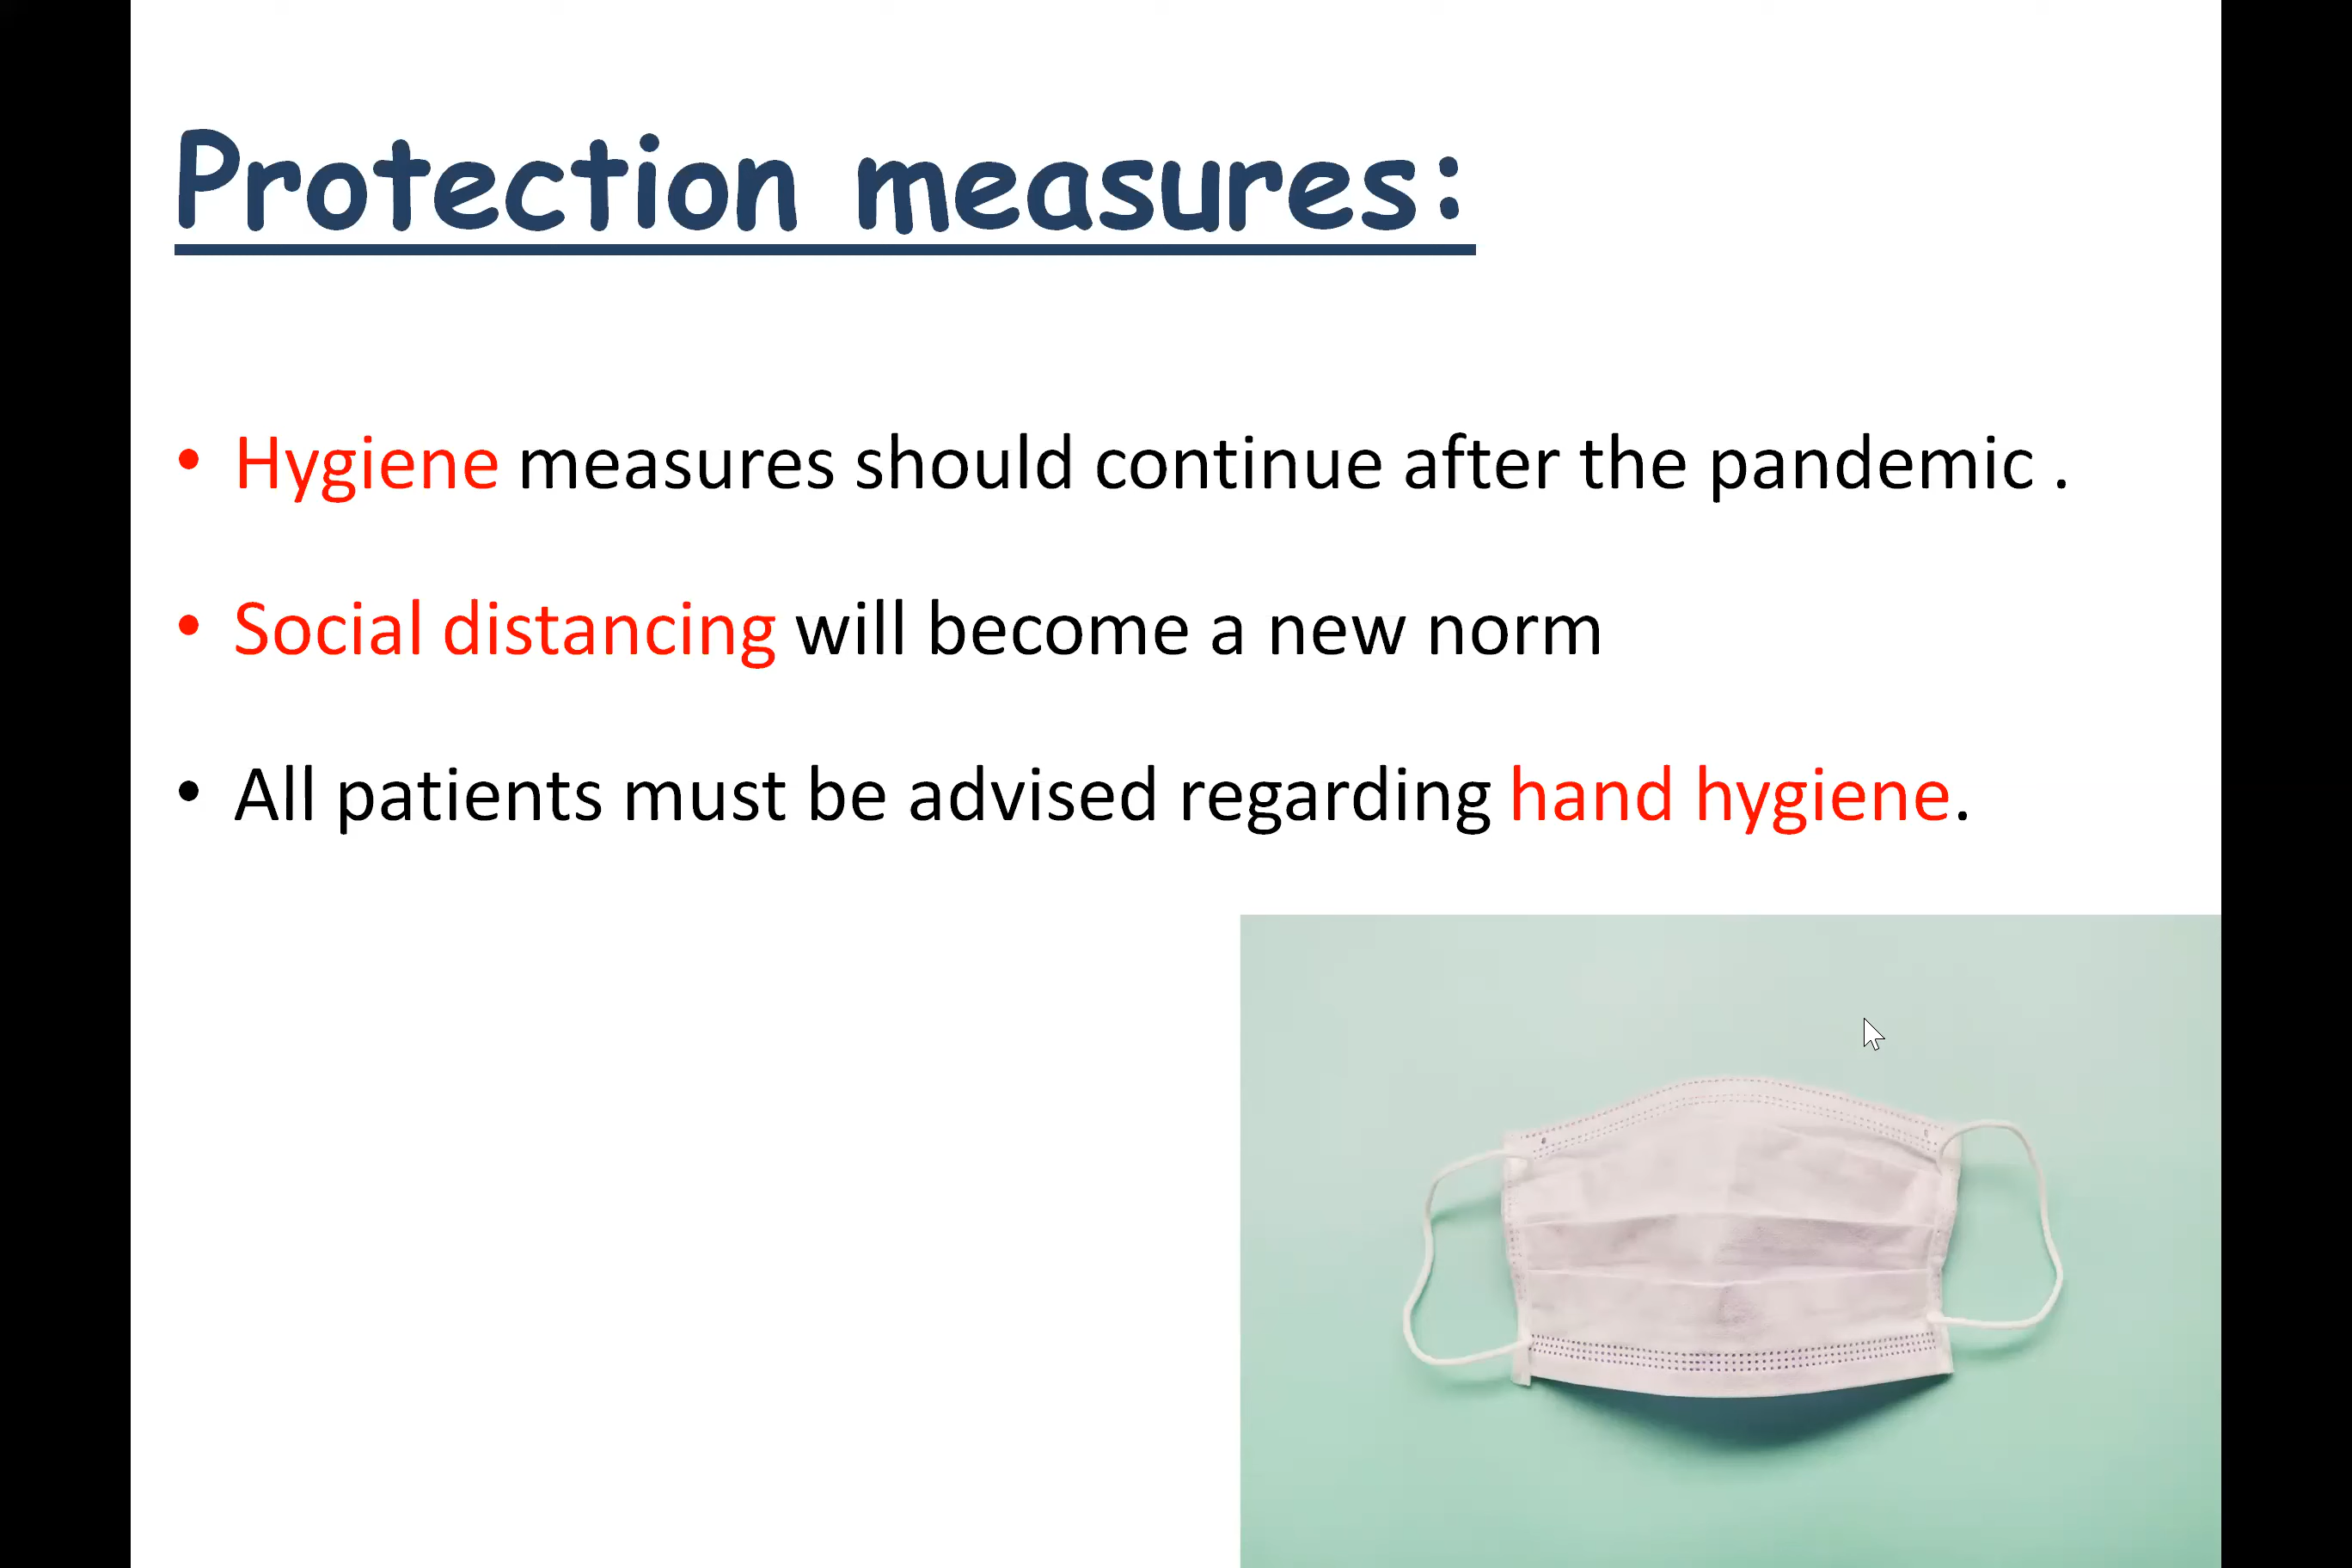 Protection measures:
• Hygiene measures should continue after the pandemic .
• Social distancing will become a new norm
• All patients must be advised regarding hand hygiene.